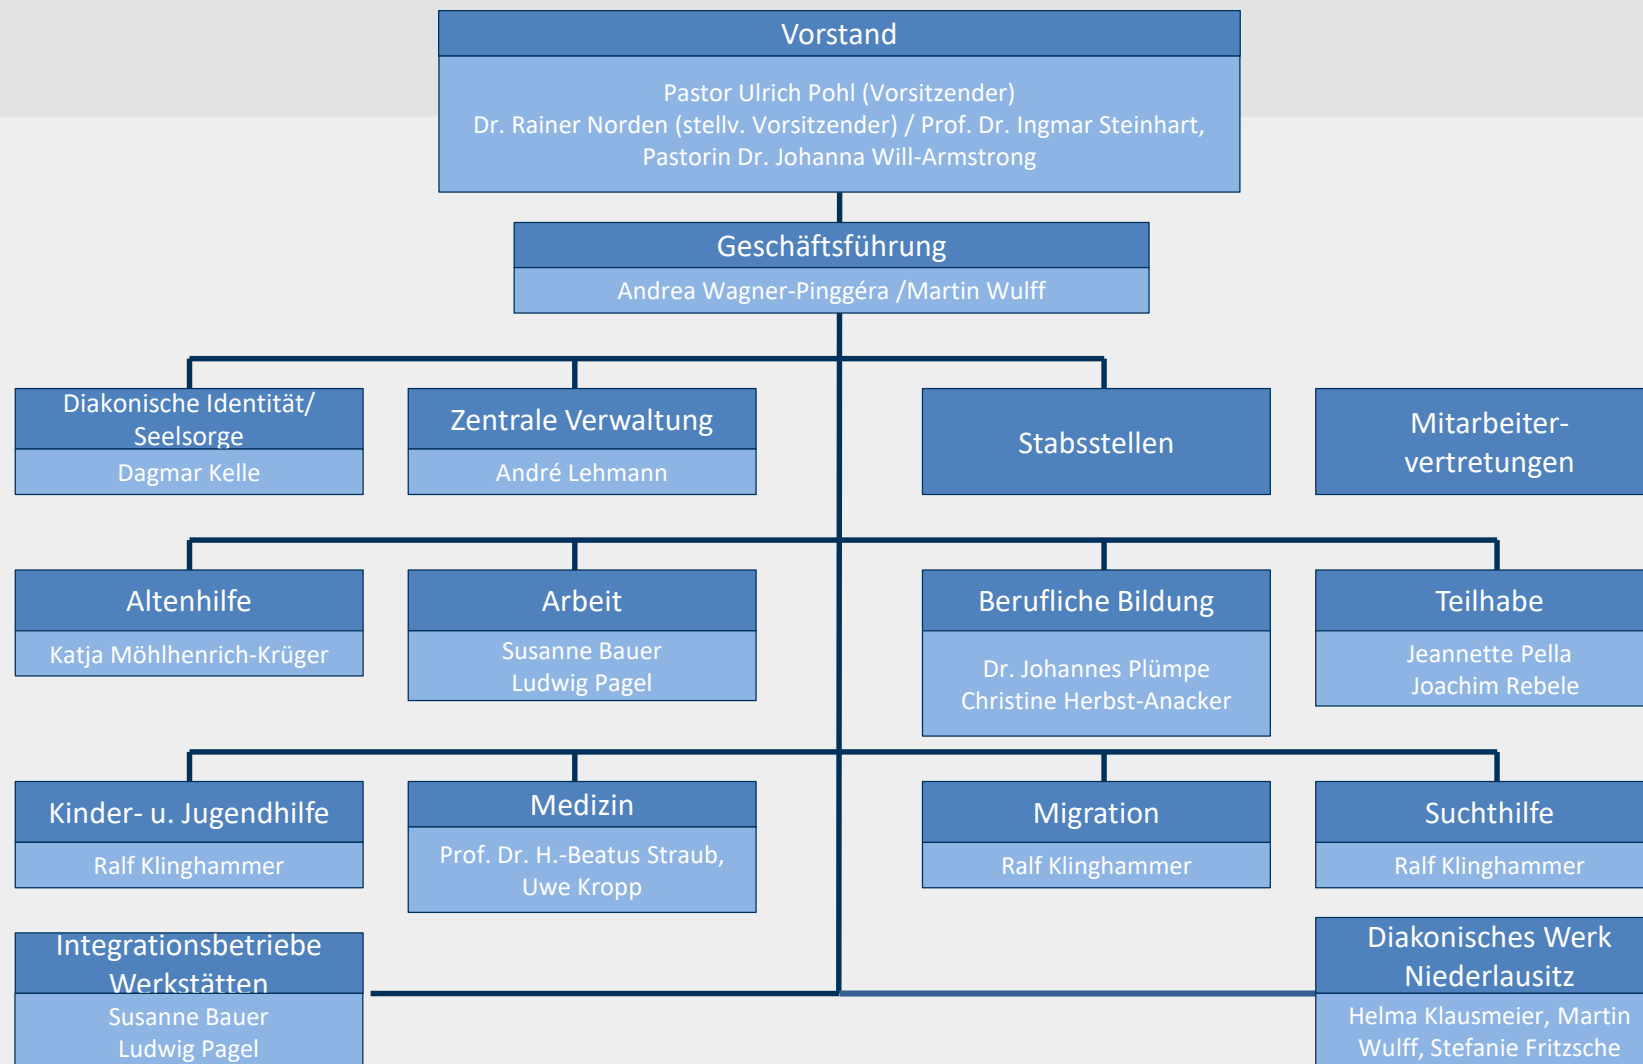 Vorstand
Pastor Ulrich Pohl (Vorsitzender)
Dr. Rainer Norden (stellv. Vorsitzender) / Prof. Dr. Ingmar Steinhart,
Pastorin Dr. Johanna Will-Armstrong
Geschäftsführung
Andrea Wagner-Pinggéra /Martin Wulff
Diakonische Identität/
Seelsorge
Dagmar Kelle
Zentrale Verwaltung
André Lehmann
Stabsstellen
Mitarbeiter-
vertretungen
Altenhilfe
Katja Möhlhenrich-Krüger
Arbeit
Susanne Bauer
Ludwig Pagel
Berufliche Bildung
Dr. Johannes Plümpe
Christine Herbst-Anacker
Teilhabe
Jeannette Pella
Joachim Rebele
Kinder- u. Jugendhilfe
Ralf Klinghammer
Medizin
Prof. Dr. H.-Beatus Straub,
Uwe Kropp
Migration
Ralf Klinghammer
Suchthilfe
Ralf Klinghammer
Integrationsbetriebe
Werkstätten
Susanne Bauer
Ludwig Pagel
Diakonisches Werk
Niederlausitz
Helma Klausmeier, Martin
Wulff, Stefanie Fritzsche